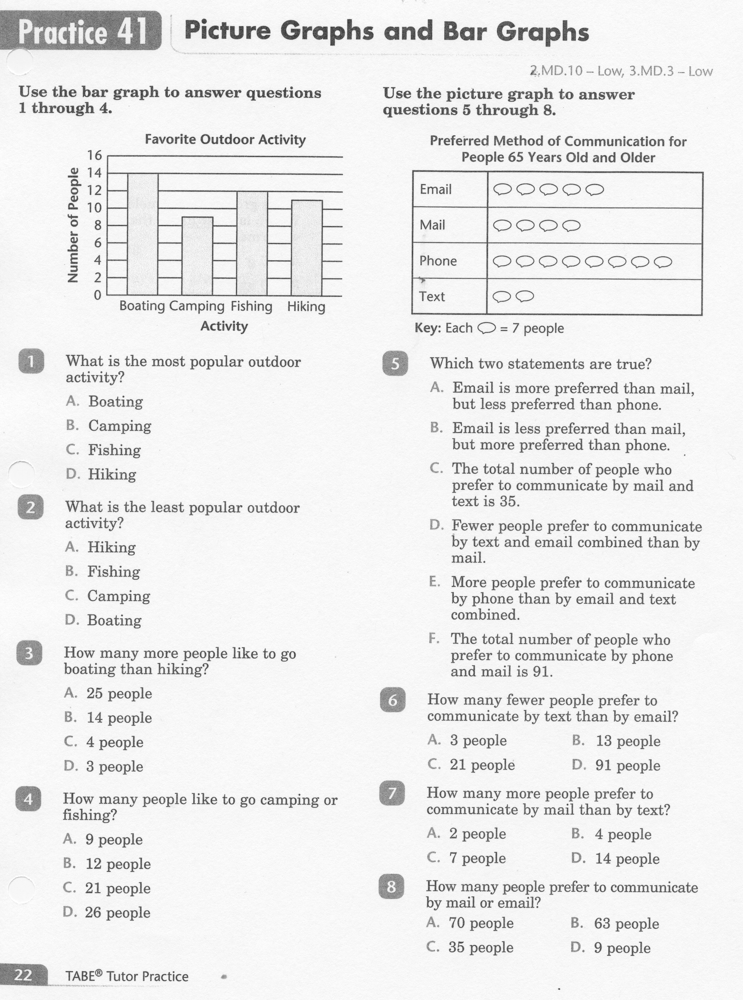 Practice 41
Picture Graphs and Bar Graphs
2.MD.10 – Low, 3.MD.3 – Low
Use the bar graph to answer questions
1 through 4.
Favorite Outdoor Activity
Number of People
16
14
12
10
8
6
4
2
0
Boating Camping Fishing Hiking
Activity
1 What is the most popular outdoor
activity?
A. Boating
B. Camping
C. Fishing
D. Hiking
2 What is the least popular outdoor
activity?
A. Hiking
B. Fishing
C. Camping
D. Boating
3 How many more people like to go
boating than hiking?
A. 25 people
B. 14 people
C. 4 people
D. 3 people
4 How many people like to go camping or
fishing?
A. 9 people
B. 12 people
C. 21 people
D. 26 people
Use the picture graph to answer
questions 5 through 8.
Preferred Method of Communication for
People 65 Years Old and Older
Email
Mail
Phone
Text
Key: Each = 7 people
5 Which two statements are true?
A. Email is more preferred than mail,
but less preferred than phone.
B. Email is less preferred than mail,
but more preferred than phone.
C. The total number of people who
prefer to communicate by mail and
text is 35.
D. Fewer people prefer to communicate
by text and email combined than by
mail.
E. More people prefer to communicate
by phone than by email and text
combined.
F. The total number of people who
prefer to communicate by phone
and mail is 91.
6 How many fewer people prefer to
communicate by text than by email?
A. 3 people B. 13 people
C. 21 people D. 91 people
7 How many more people prefer to
communicate by mail than by text?
A. 2 people B. 4 people
C. 7 people D. 14 people
8 How many people prefer to communicate
by mail or email?
A. 70 people B. 63 people
C. 35 people D. 9 people
22 TABE® Tutor Practice